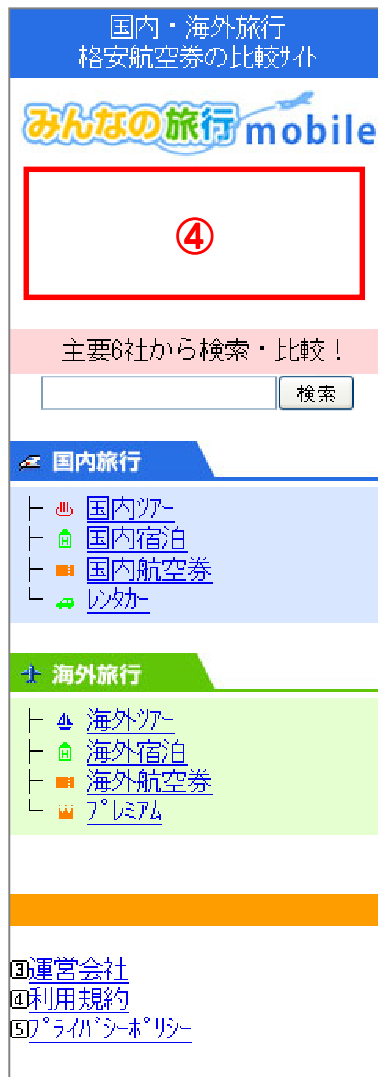 国内・海外旅行
格安航空券の比較ｻｲﾄ
みんなの旅行mobile
④
主要6社から検索・比較！
検索
国内旅行
├ 国内ﾂｱｰ
├ 国内宿泊
├ 国内航空券
└ ﾚﾝﾀｶｰ
海外旅行
├ 海外ﾂｱｰ
├ 海外宿泊
├ 海外航空券
└ ﾌﾟﾚﾐｱﾑ
3運営会社
4利用規約
5ﾌﾟﾗｲﾊﾞｼｰﾎﾟﾘｼｰ